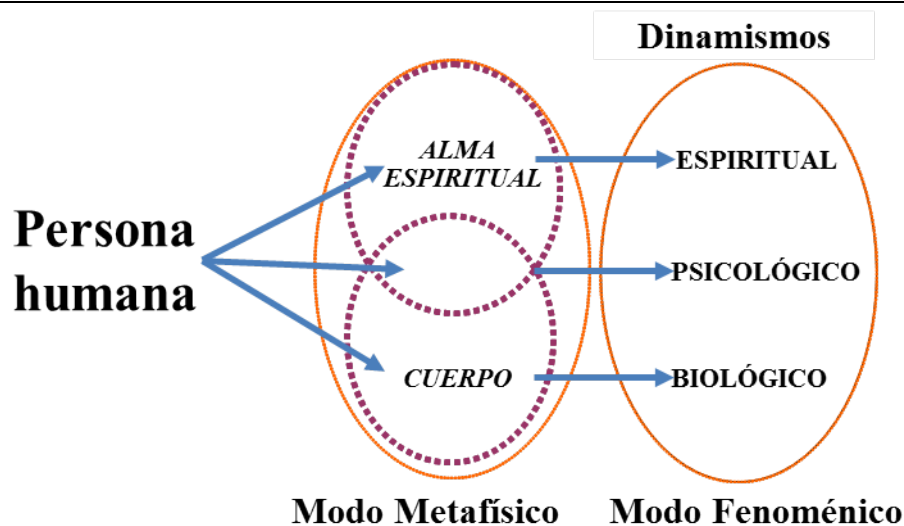 Dinamismos
ALMA
ESPIRITUAL
ESPIRITUAL
Persona
humana
PSICOLÓGICO
CUERPO
BIOLÓGICO
Modo Metafísico
Modo Fenoménico